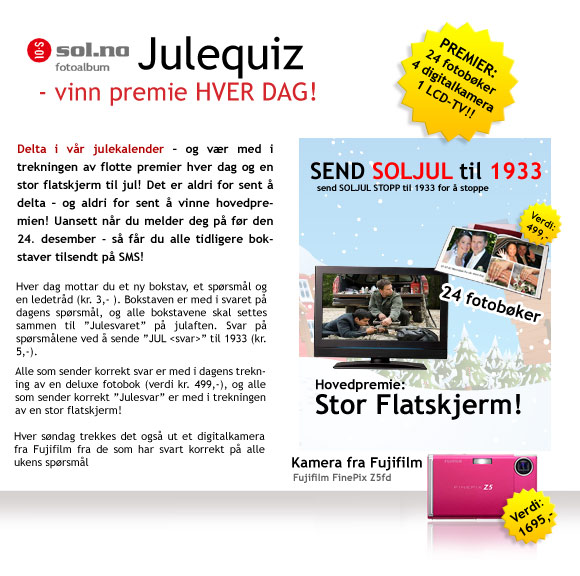 SOL
sol.no
fotoalbum
Julequiz
- vinn premie HVER DAG!
PREMIER:
24 fotobøker
4 digitalkamera
1 LCD-TV!!
Delta i vår julekalender – og vær med i
trekningen av flotte premier hver dag og en
stor flatskjerm til jul! Det er aldri for sent å
delta – og aldri for sent å vinne hovedpre-
mien! Uansett når du melder deg på før den
24. desember – så får du alle tidligere bok-
staver tilsendt på SMS!
Hver dag mottar du et ny bokstav, et spørsmål og
en ledetråd (kr. 3,- ). Bokstaven er med i svaret på
dagens spørsmål, og alle bokstavene skal settes
sammen til ”Julesvaret” på julaften. Svar på
spørsmålene ved å sende ”JUL <svar>” til 1933 (kr.
5,-).
Alle som sender korrekt svar er med i dagens trekn-
ing av en deluxe fotobok (verdi kr. 499,-), og alle
som sender korrekt ”Julesvar” er med i trekningen
av en stor flatskjerm!
Hver søndag trekkes det også ut et digitalkamera
fra Fujifilm fra de som har svart korrekt på alle
ukens spørsmål
SEND SOLJUL til 1933
send SOLJUL STOPP til 1933 for å stoppe
Verdi:
499,-
24 fotobøker
Hovedpremie:
Stor Flatskjerm!
Kamera fra Fujifilm
Fujifilm FinePix Z5fd
FUJIFILM
FINEPIX Z5
Verdi:
1695,-